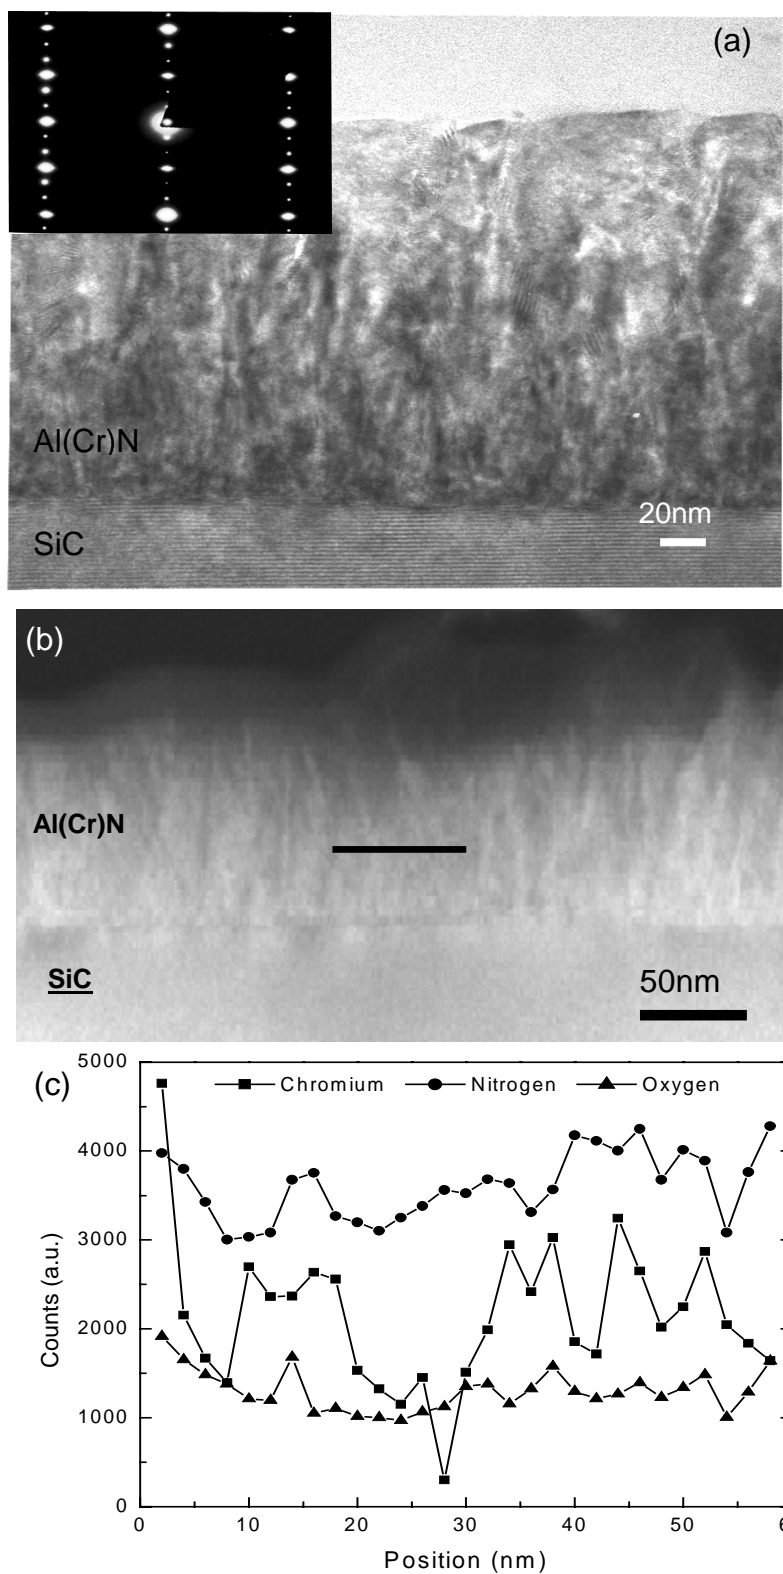 (a)
Al(Cr)N
SiC
20nm
(b)
Al(Cr)N
SiC
50nm
(c)
5000
4000
3000
2000
1000
0
Counts (a.u.)
Chromium Nitrogen Oxygen
0 10 20 30 40 50 6
Position (nm)